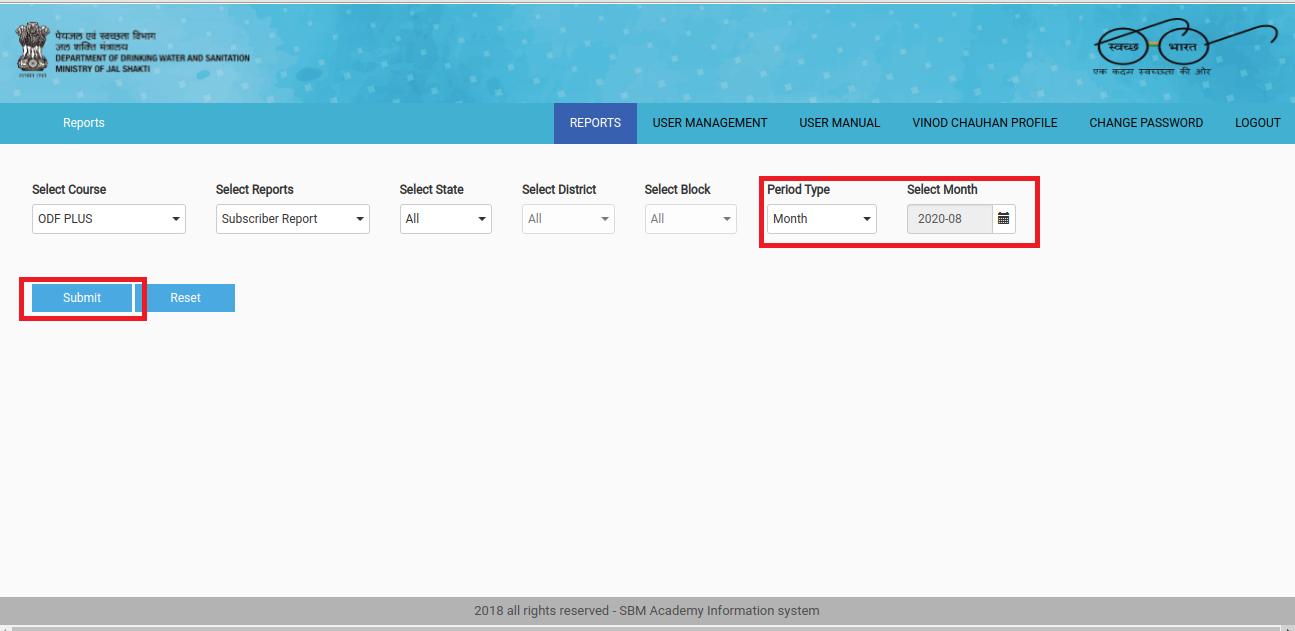 पेयजल एवं स्वच्छता विभाग
जल शक्ति मंत्रालय
DEPARTMENT OF DRINKING WATER AND SANITATION
MINISTRY OF JAL SHAKTI
स्वच्छ भारत
एक कदम स्वच्छता की ओर
Reports REPORTS USER MANAGEMENT USER MANUAL VINOD CHAUHAN PROFILE CHANGE PASSWORD LOGOUT
Select Course Select Reports Select State Select District Select Block Period Type Select Month
ODF PLUS Subscriber Report All All All Month 2020-08
Submit Reset
2018 all rights reserved - SBM Academy Information system